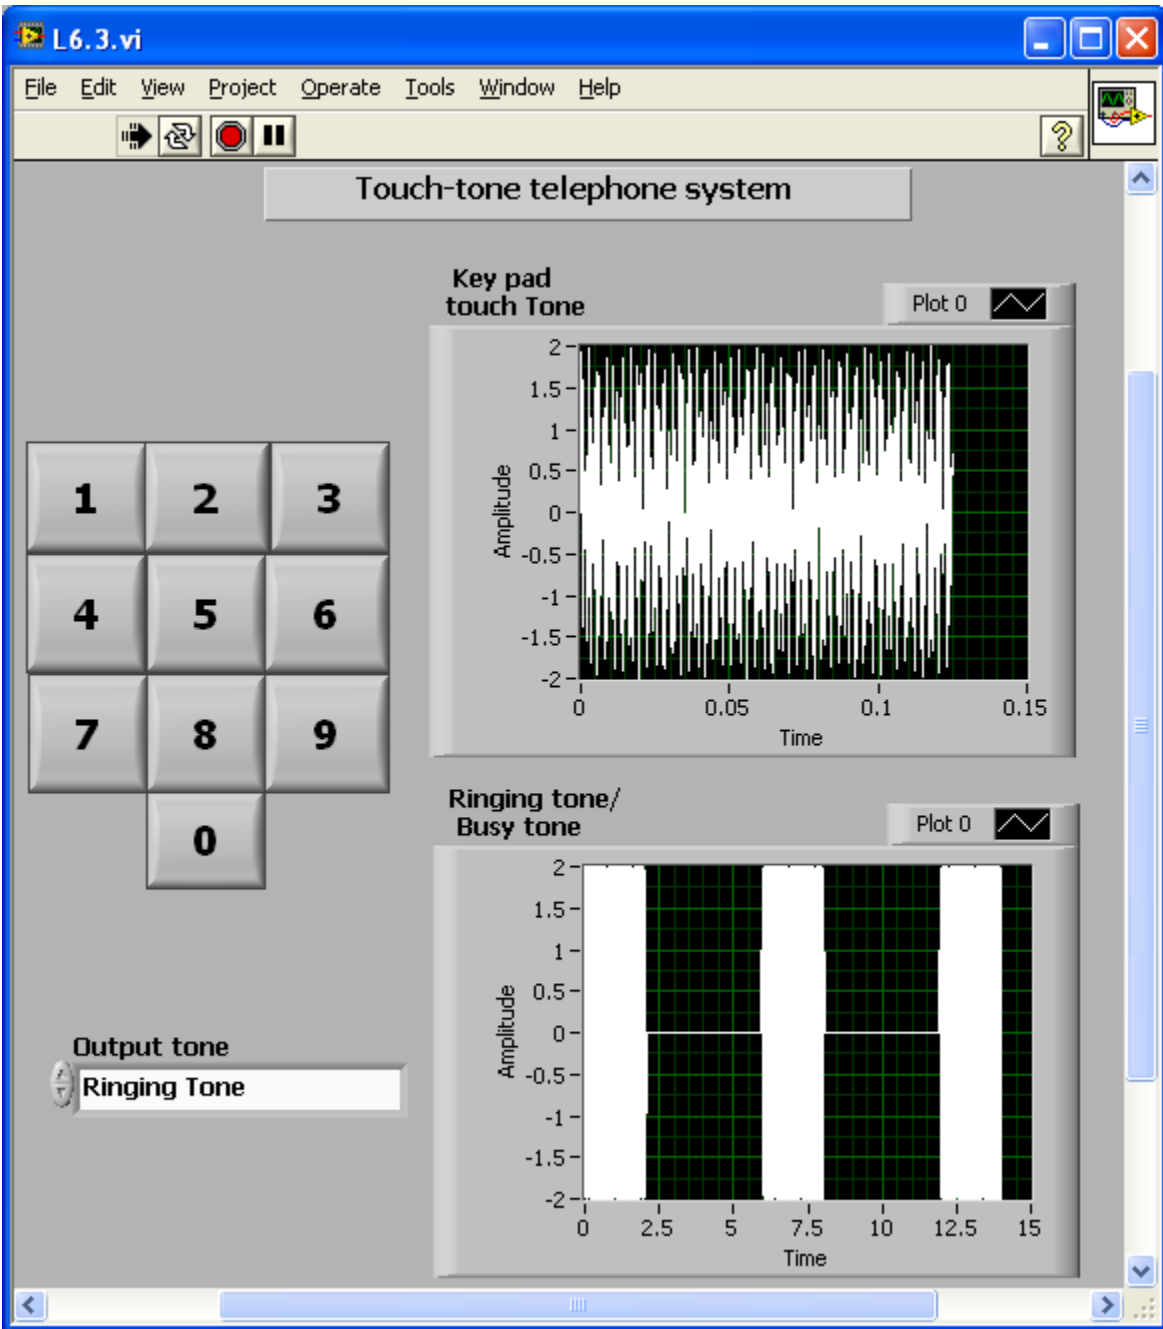 L6.3.vi
File Edit View Project Operate Tools Window Help
?
Touch-tone telephone system
Key pad
touch Tone
Plot 0
2
1.5
1
0.5
0
-0.5
-1
-1.5
-2
Amplitude
0 0.05 0.1 0.15
Time
1 2 3
4 5 6
7 8 9
0
Ringing tone/
Busy tone
Plot 0
2
1.5
1
0.5
0
-0.5
-1
-1.5
-2
Amplitude
0 2.5 5 7.5 10 12.5 15
Time
Output tone
Ringing Tone